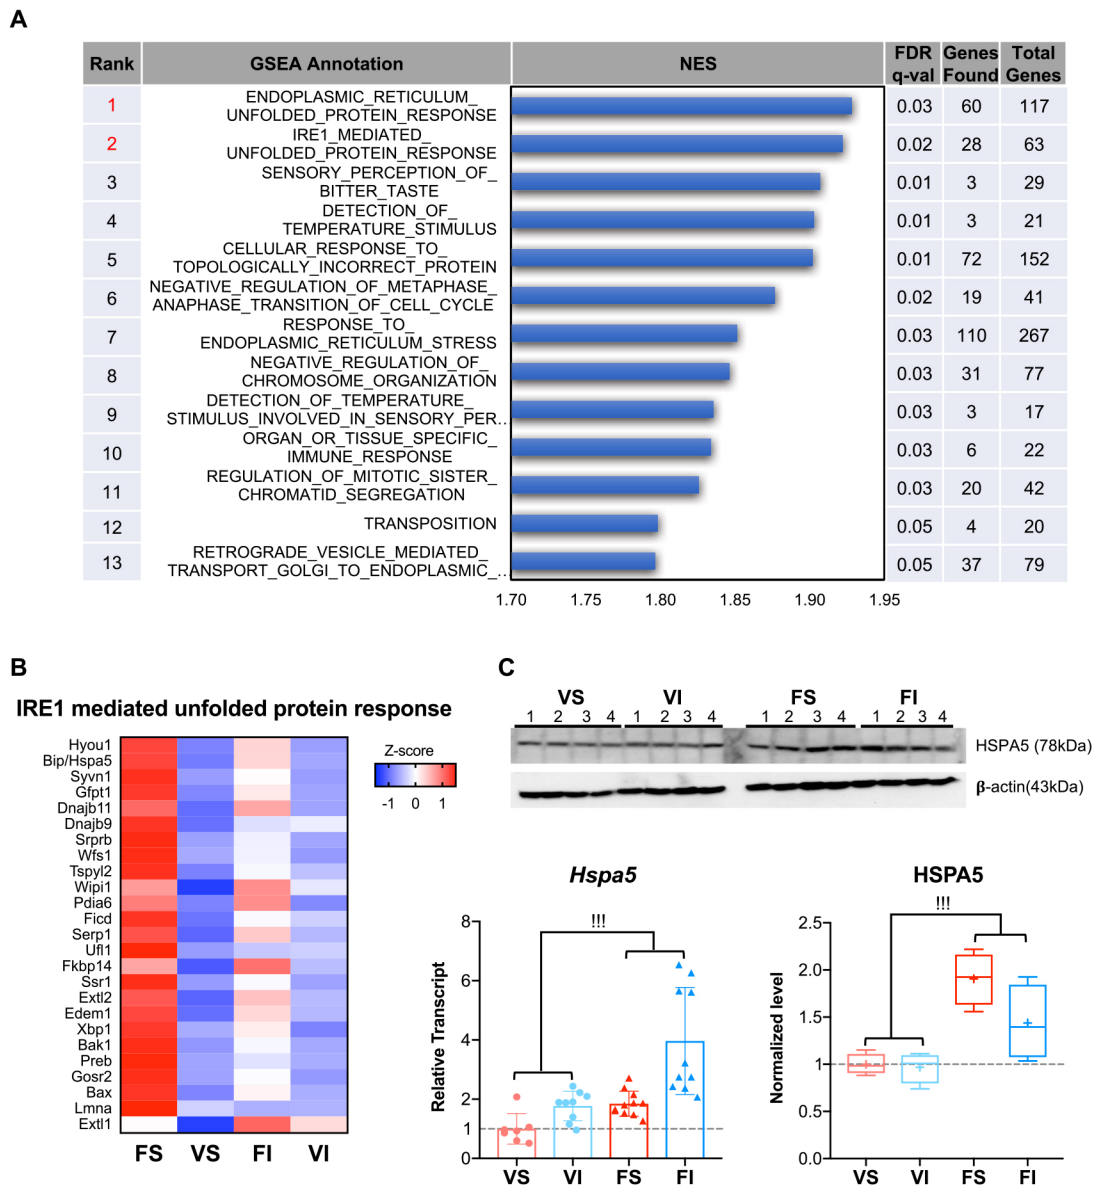 A
Rank GSEA Annotation NES FDR q-val Genes Found Total Genes
1 ENDOPLASMIC_RETICULUM_ 0.03 60 117
UNFOLDED_PROTEIN_RESPONSE
2 IRE1_MEDIATED_ 0.02 28 63
UNFOLDED_PROTEIN_RESPONSE
3 SENSORY_PERCEPTION_OF_ 0.01 3 29
BITTER_TASTE
4 DETECTION_OF_ 0.01 3 21
TEMPERATURE_STIMULUS
5 CELLULAR_RESPONSE_TO_ 0.01 72 152
TOPOLOGICALLY_INCORRECT_PROTEIN
6 NEGATIVE_REGULATION_OF_METAPHASE_ 0.02 19 41
ANAPHASE_TRANSITION_OF_CELL_CYCLE
7 RESPONSE_TO_ 0.03 110 267
ENDOPLASMIC_RETICULUM_STRESS
8 NEGATIVE_REGULATION_OF_ 0.03 31 77
CHROMOSOME_ORGANIZATION
9 DETECTION_OF_TEMPERATURE_ 0.03 3 17
STIMULUS_INVOLVED_IN_SENSORY_PER...
10 ORGAN_OR_TISSUE_SPECIFIC_ 0.03 6 22
IMMUNE_RESPONSE
11 REGULATION_OF_MITOTIC_SISTER_ 0.03 20 42
CHROMATID_SEGREGATION
12 TRANSPOSITION 0.05 4 20
13 RETROGRADE_VESICLE_MEDIATED_ 0.05 37 79
TRANSPORT_GOLGI_TO_ENDOPLASMIC_...
1.70 1.75 1.80 1.85 1.90 1.95
B
IRE1 mediated unfolded protein response
Hyou1
Bip/Hspa5
Syvn1
Gfpt1
Dnajb11
Dnajb9
Srprb
Wfs1
Tspyl2
Wipi1
Pdia6
Ficd
Serp1
Ufl1
Fkbp14
Ssr1
Extl2
Edem1
Xbp1
Bak1
Preb
Gosr2
Bax
Lmna
Extl1
FS VS FI VI
Z-score
-1 0 1
C
VS VI FS FI
1 2 3 4 1 2 3 4 1 2 3 4 1 2 3 4
HSPA5 (78kDa)
β-actin(43kDa)
Hspa5
!!!
Relative Transcript
8
6
4
2
1
0
VS VI FS FI
HSPA5
!!!
Normalized level
2.5
2.0
1.5
1
0.5
0.0
VS VI FS FI